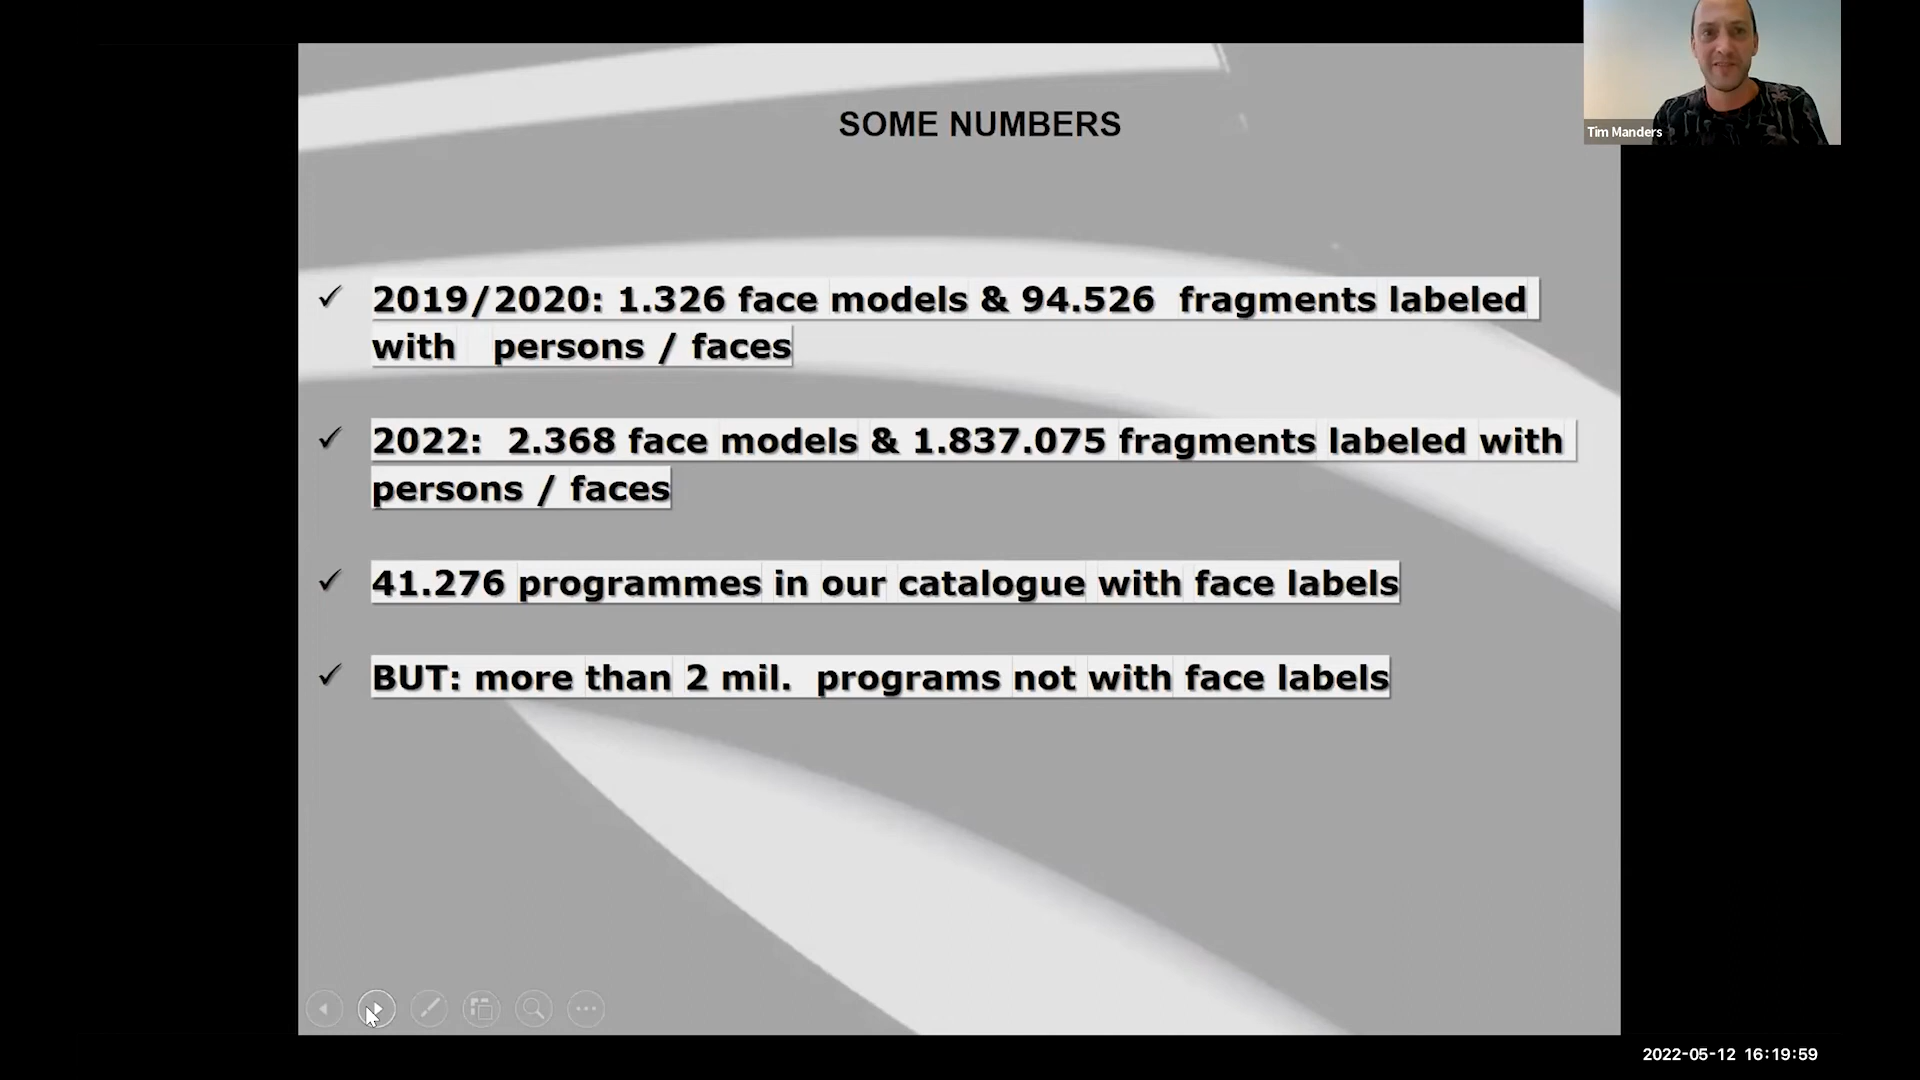 SOME NUMBERS
Tim Manders
✓ 2019/2020: 1.326 face models & 94.526 fragments labeled
with persons / faces
✓ 2022: 2.368 face models & 1.837.075 fragments labeled with
persons / faces
✓ 41.276 programmes in our catalogue with face labels
✓ BUT: more than 2 mil. programs not with face labels
2022-05-12 16:19:59